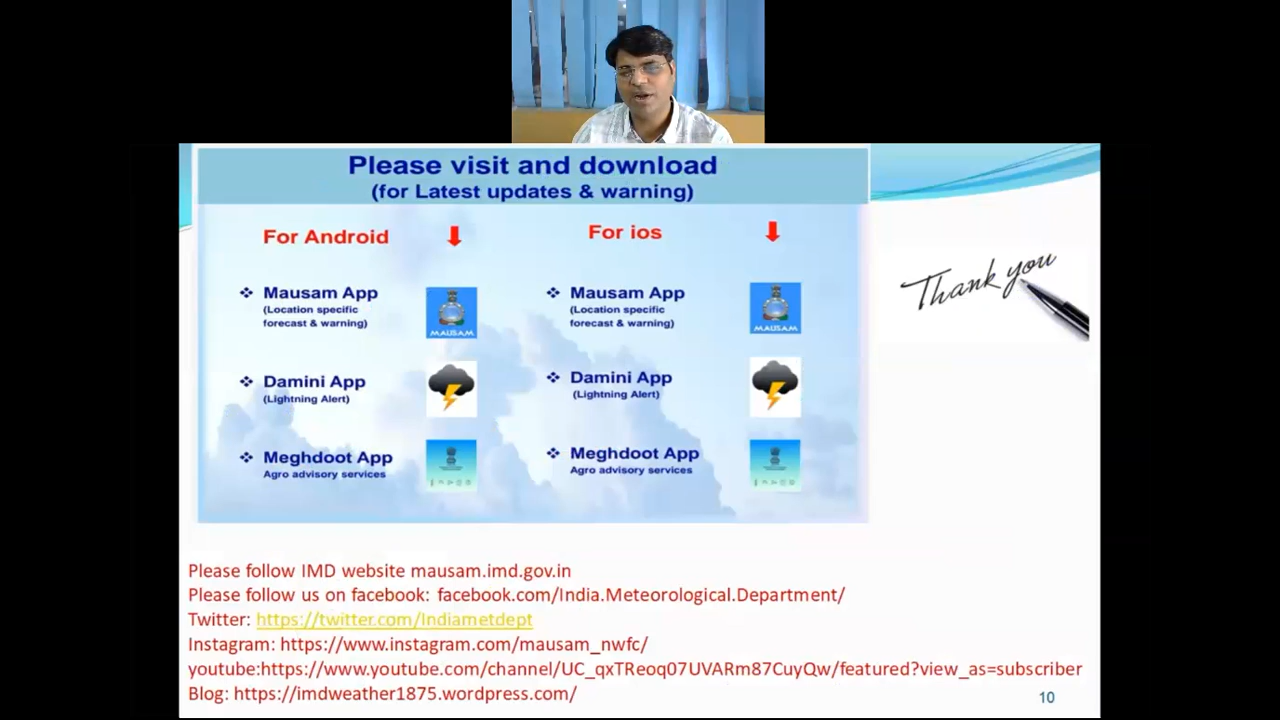 Please visit and download
(for Latest updates & warning)
For Android
For ios
Mausam App
(Location specific
forecast & warning)
MAUSAM
Mausam App
(Location specific
forecast & warning)
MAUSAM
Damini App
(Lightning Alert)
Damini App
(Lightning Alert)
Meghdoot App
Agro advisory services
Meghdoot App
Agro advisory services
Thank you
Please follow IMD website mausam.imd.gov.in
Please follow us on facebook: facebook.com/India.Meteorological.Department/
Twitter: https://twitter.com/Indiametdept
Instagram: https://www.instagram.com/mausam_nwfc/
youtube:https://www.youtube.com/channel/UC_qxTReoq07UVARm87CuyQw/featured?view_as=subscriber
Blog: https://imdweather1875.wordpress.com/
10